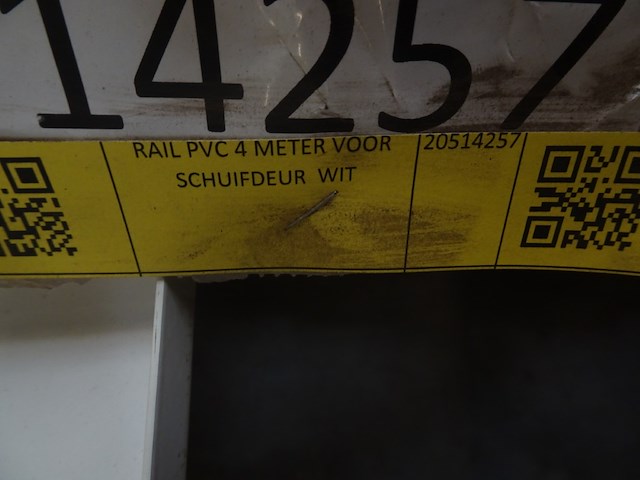 14257
RAIL PVC 4 METER VOOR
SCHUIFDEUR WIT
20514257